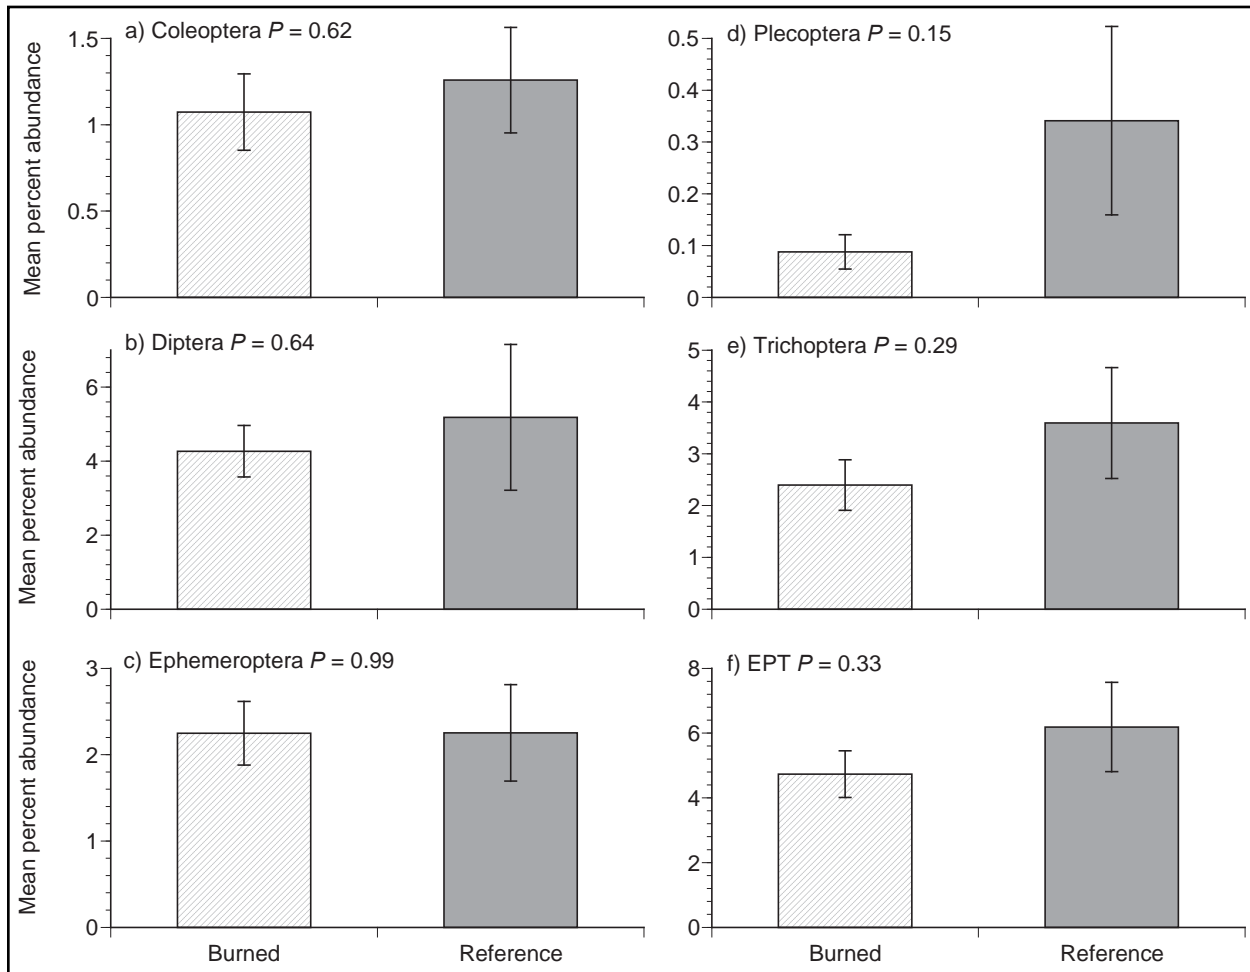 a) Coleoptera P = 0.62
Mean percent abundance
1.5
1
0.5
0
d) Plecoptera P = 0.15
0.5
0.4
0.3
0.2
0.1
0
b) Diptera P = 0.64
Mean percent abundance
6
4
2
0
e) Trichoptera P = 0.29
5
4
3
2
1
0
c) Ephemeroptera P = 0.99
Mean percent abundance
3
2
1
0
Burned
Reference
f) EPT P = 0.33
8
6
4
2
0
Burned
Reference